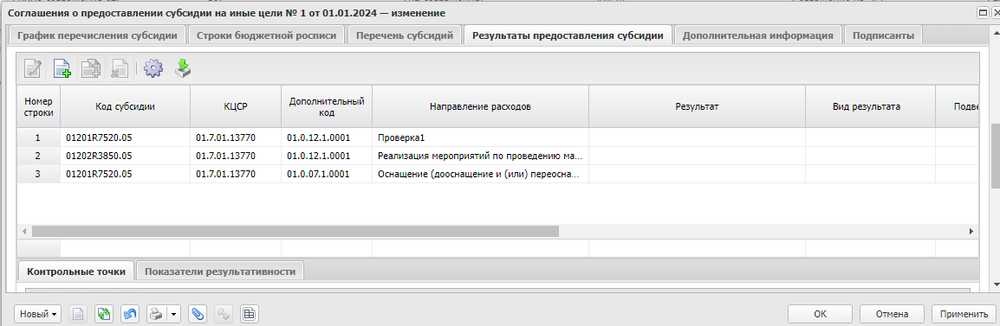 Соглашения о предоставлении субсидии на иные цели № 1 от 01.01.2024 — изменение
График перечисления субсидии Строки бюджетной росписи Перечень субсидий Результаты предоставления субсидии Дополнительная информация Подписанты
Номер строки Код субсидии КЦСР Дополнительный код Направление расходов Результат Вид результата Подве
1 01201R7520.05 01.7.01.13770 01.0.12.1.0001 Проверка1
2 01202R3850.05 01.7.01.13770 01.0.12.1.0001 Реализация мероприятий по проведению ма...
3 01201R7520.05 01.7.01.13770 01.0.07.1.0001 Оснащение (дооснащение и (или) переосна...
Контрольные точки Показатели результативности
Новый ОК Отмена Применить